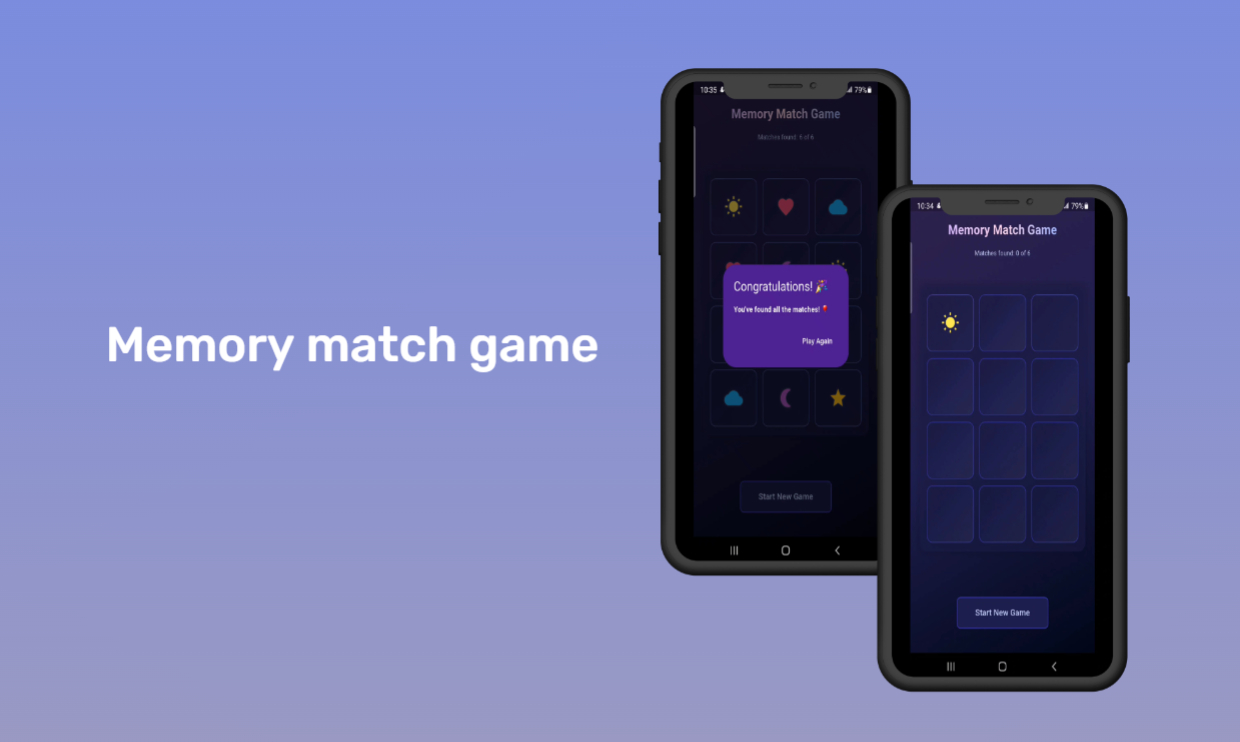 Memory match game
10:35
79%
Memory Match Game
Matches found: 6 of 6
Congratulations! 🎉
You've found all the matches! 🎈
Play Again
Start New Game
10:34
79%
Memory Match Game
Matches found: 0 of 6
Start New Game